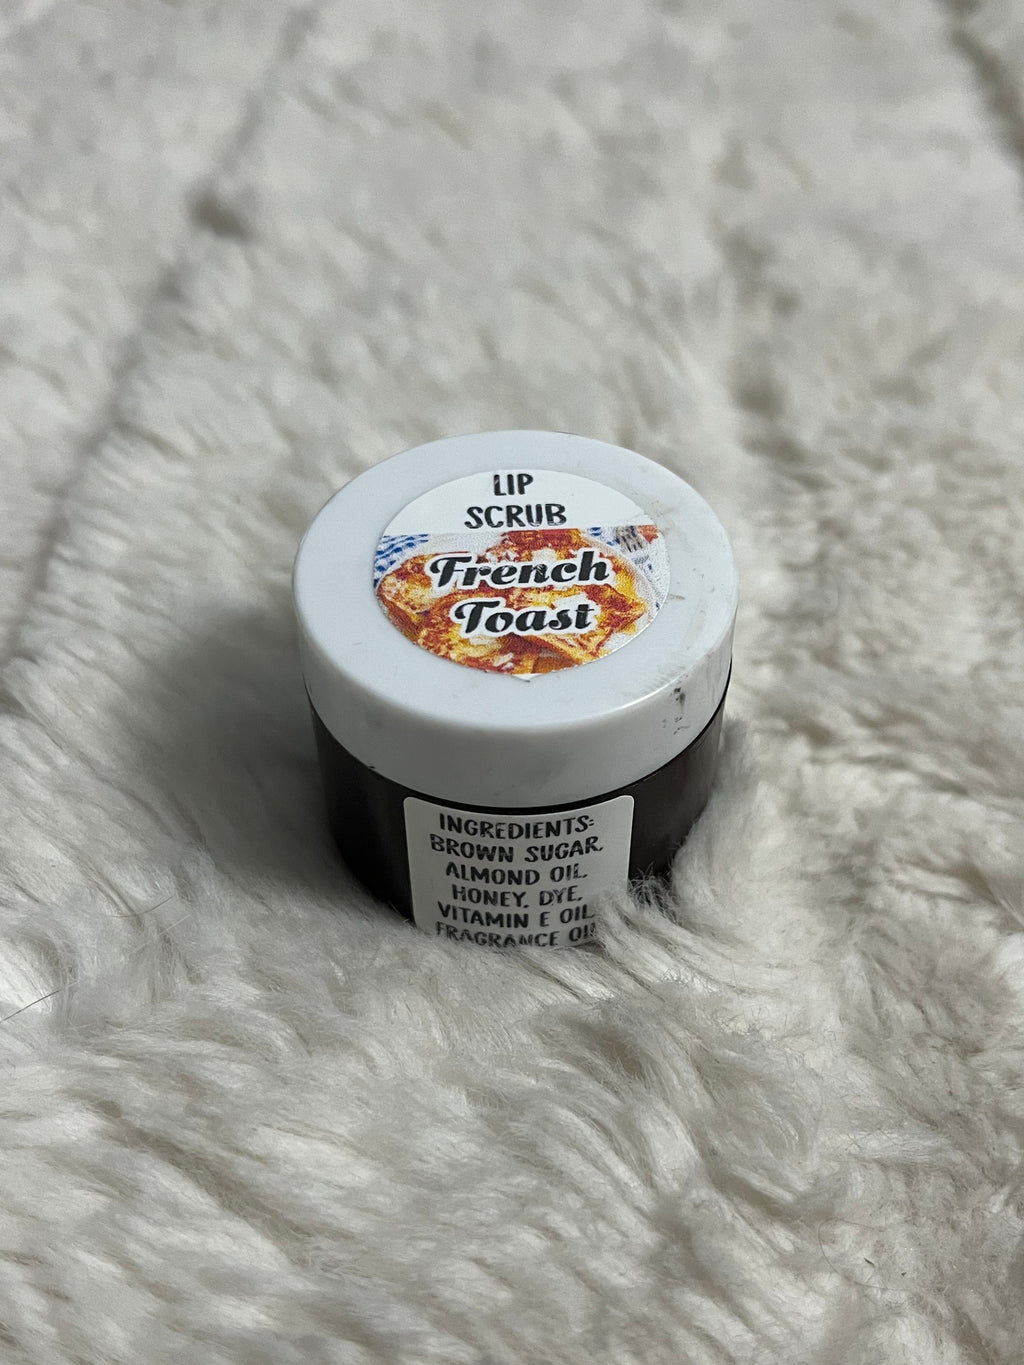 LIP
SCRUB
French
Toast
INGREDIENTS:
BROWN SUGAR,
ALMOND OIL,
HONEY, DYE,
VITAMIN E OIL,
FRAGRANCE OIL